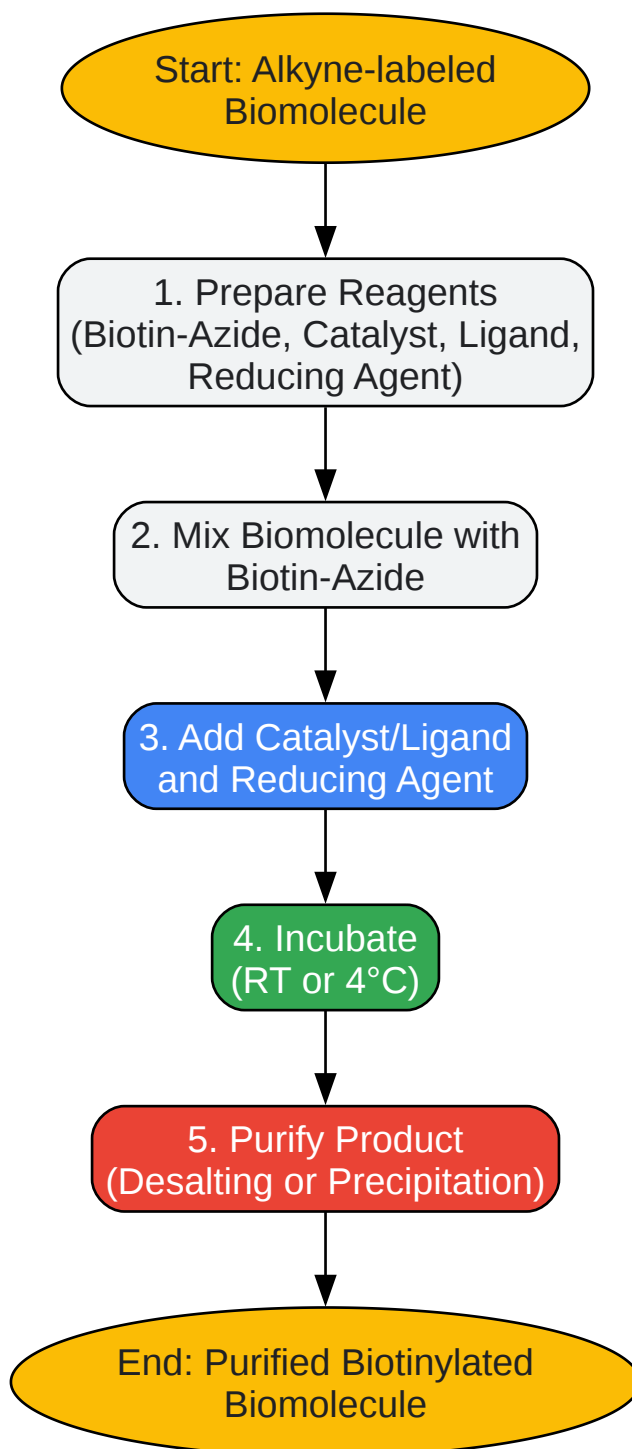 Start: Alkyne-labeled
Biomolecule
1. Prepare Reagents
(Biotin-Azide, Catalyst, Ligand,
Reducing Agent)
2. Mix Biomolecule with
Biotin-Azide
3. Add Catalyst/Ligand
and Reducing Agent
4. Incubate
(RT or 4°C)
5. Purify Product
(Desalting or Precipitation)
End: Purified Biotinylated
Biomolecule